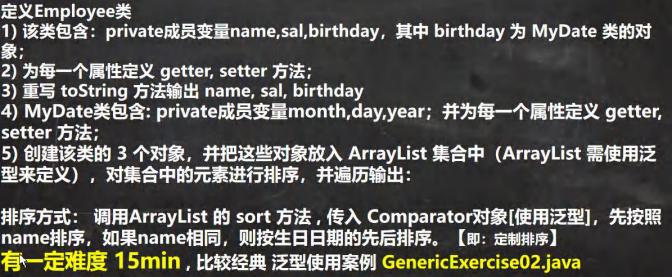 定义Employee类
1) 该类包含：private成员变量name,sal,birthday，其中 birthday 为 MyDate 类的对
象；
2) 为每一个属性定义 getter, setter 方法；
3) 重写 toString 方法输出 name, sal, birthday
4) MyDate类包含: private成员变量month,day,year；并为每一个属性定义 getter,
setter 方法；
5) 创建该类的 3 个对象，并把这些对象放入 ArrayList 集合中（ArrayList 需使用泛
型来定义），对集合中的元素进行排序，并遍历输出：
排序方式： 调用ArrayList 的 sort 方法 , 传入 Comparator对象[使用泛型]，先按照
name排序，如果name相同，则按生日日期的先后排序。【即：定制排序】
有一定难度 15min , 比较经典 泛型使用案例 GenericExercise02.java